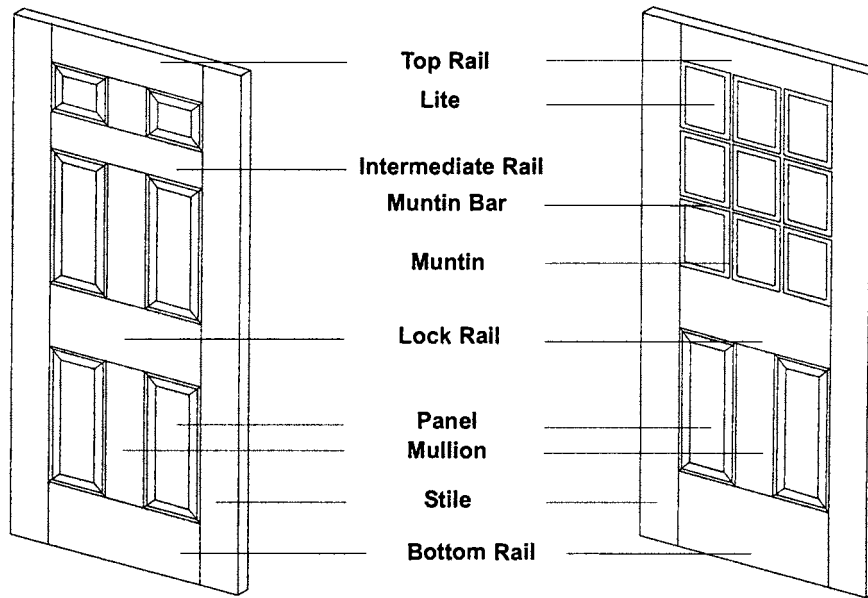 Top Rail
Lite
Intermediate Rail
Muntin Bar
Muntin
Lock Rail
Panel
Mullion
Stile
Bottom Rail